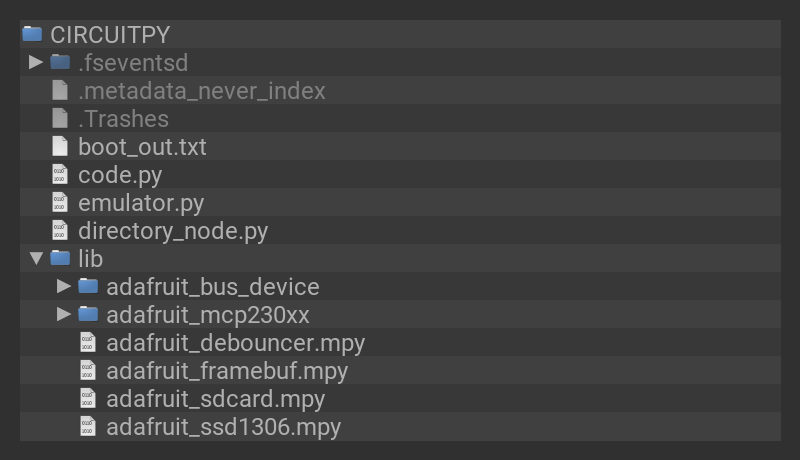 CIRCUITPY
.fseventsd
.metadata_never_index
.Trashes
boot_out.txt
code.py
emulator.py
directory_node.py
lib
adafruit_bus_device
adafruit_mcp230xx
adafruit_debouncer.mpy
adafruit_framebuf.mpy
adafruit_sdcard.mpy
adafruit_ssd1306.mpy